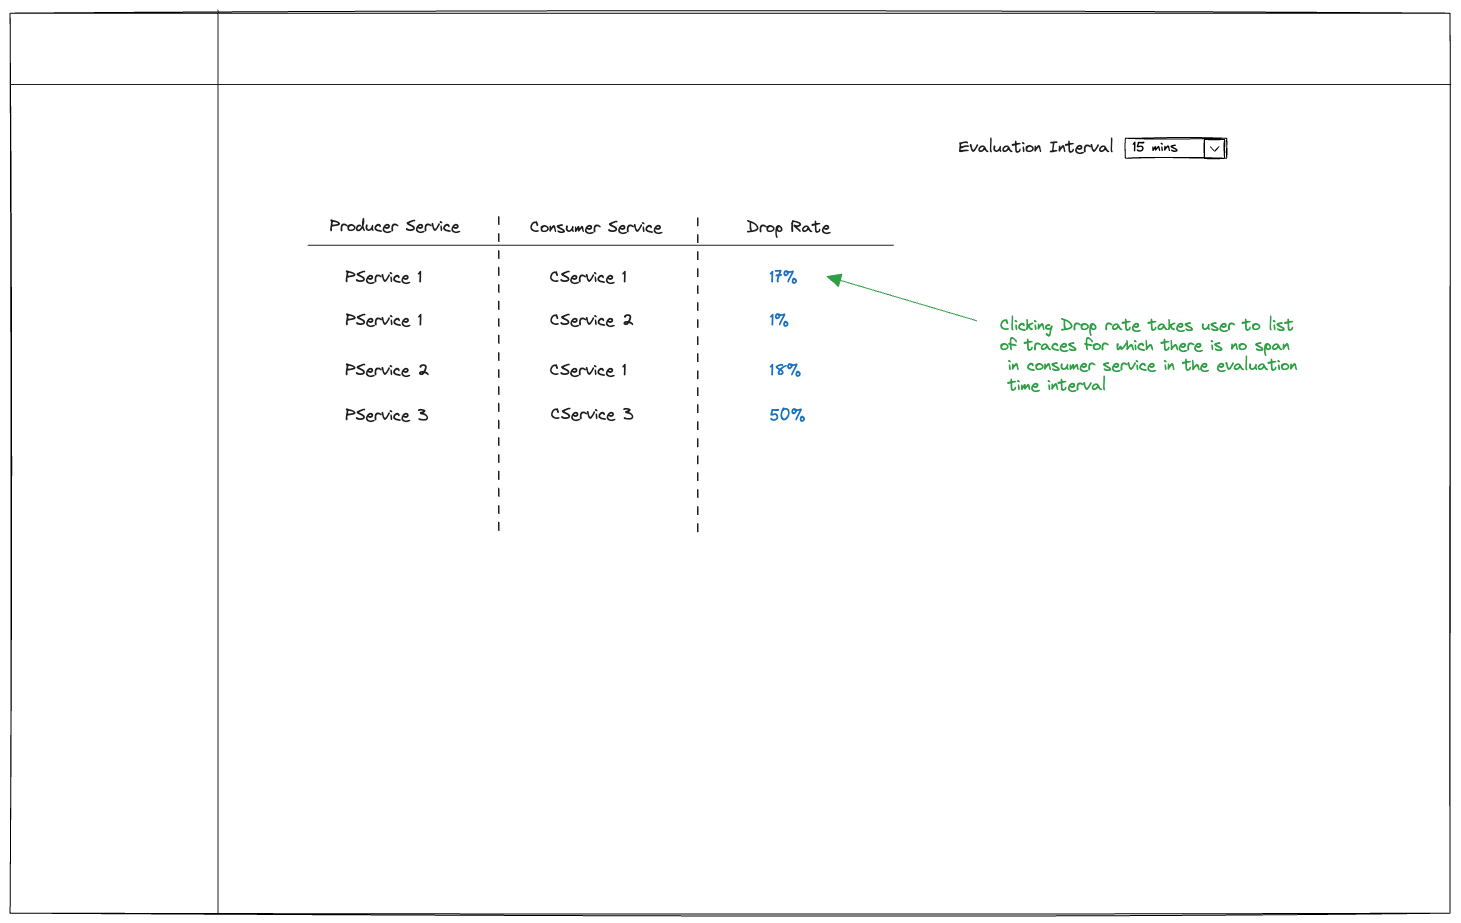 Evaluation Interval 15 mins
Producer Service Consumer Service Drop Rate
PService 1 CService 1 17%
PService 1 CService 2 1%
PService 2 CService 1 18%
PService 3 CService 3 50%
Clicking Drop rate takes user to list
of traces for which there is no span
in consumer service in the evaluation
time interval